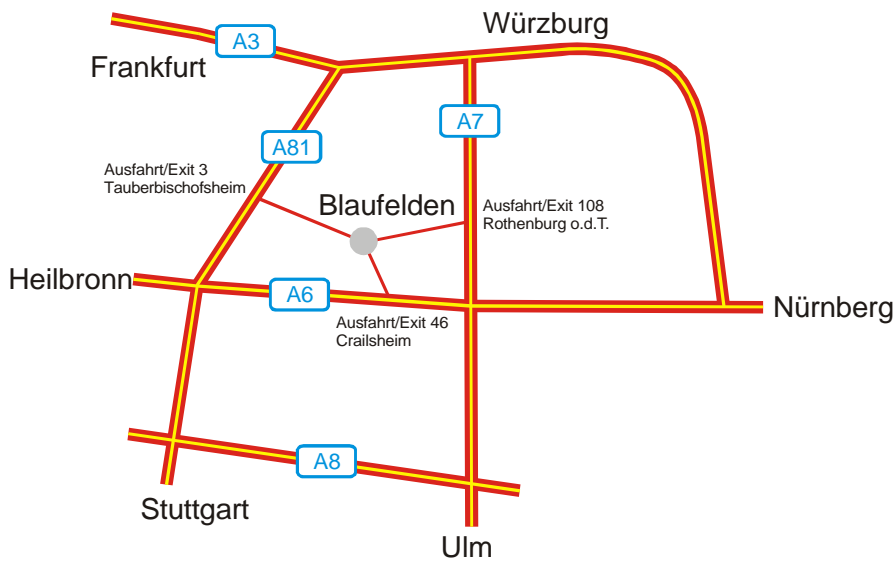 Würzburg
A3
Frankfurt
A7
A81
Ausfahrt/Exit 3
Tauberbischofsheim
Blaufelden
Ausfahrt/Exit 108
Rothenburg o.d.T.
Heilbronn
A6
Nürnberg
Ausfahrt/Exit 46
Crailsheim
A8
Stuttgart
Ulm